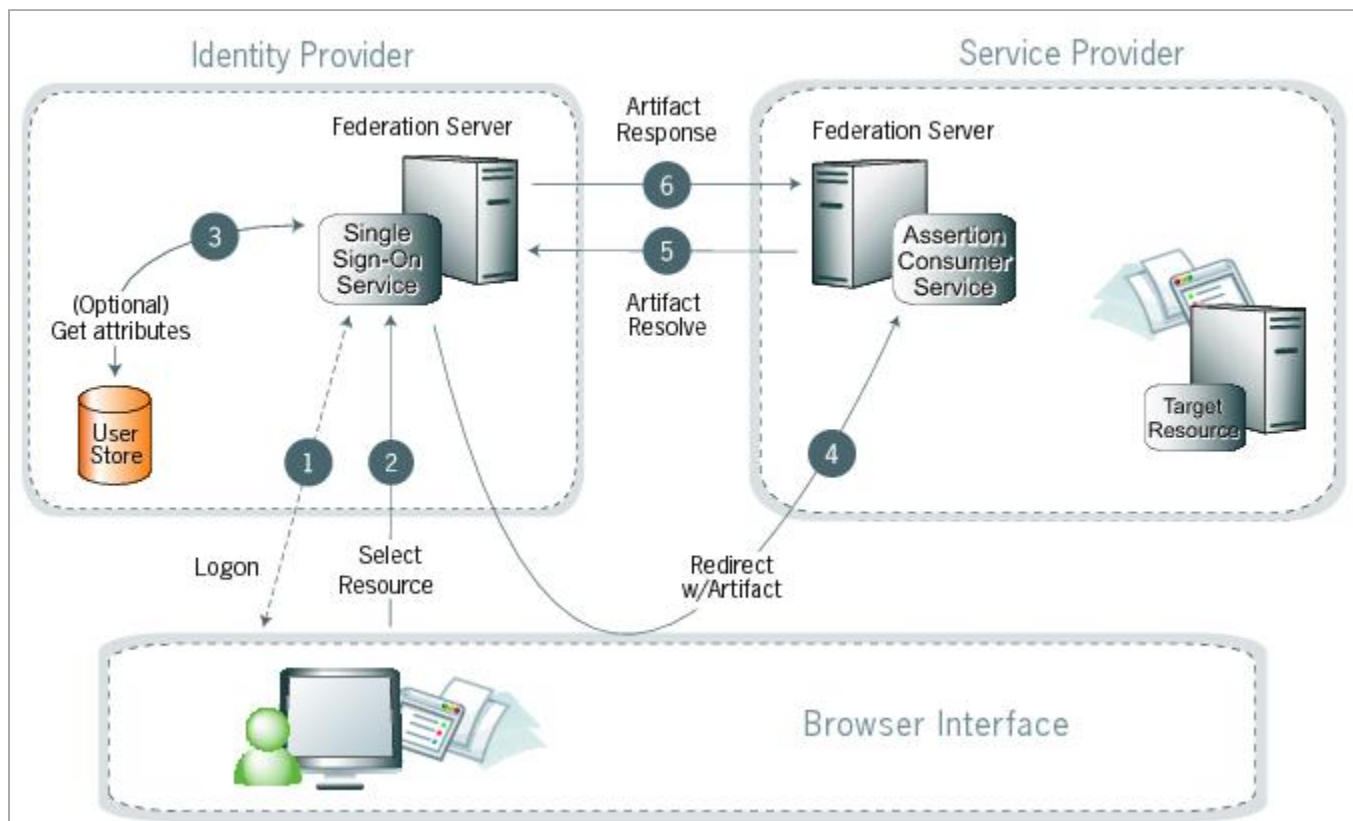 Identity Provider
Service Provider
Federation Server
Artifact
Response
Federation Server
6
3
Single
Sign-On
Service
5
Assertion
Consumer
Service
(Optional)
Get attributes
Artifact
Resolve
User
Store
Target
Resource
1
2
4
Logon
Select
Resource
Redirect
w/Artifact
Browser Interface